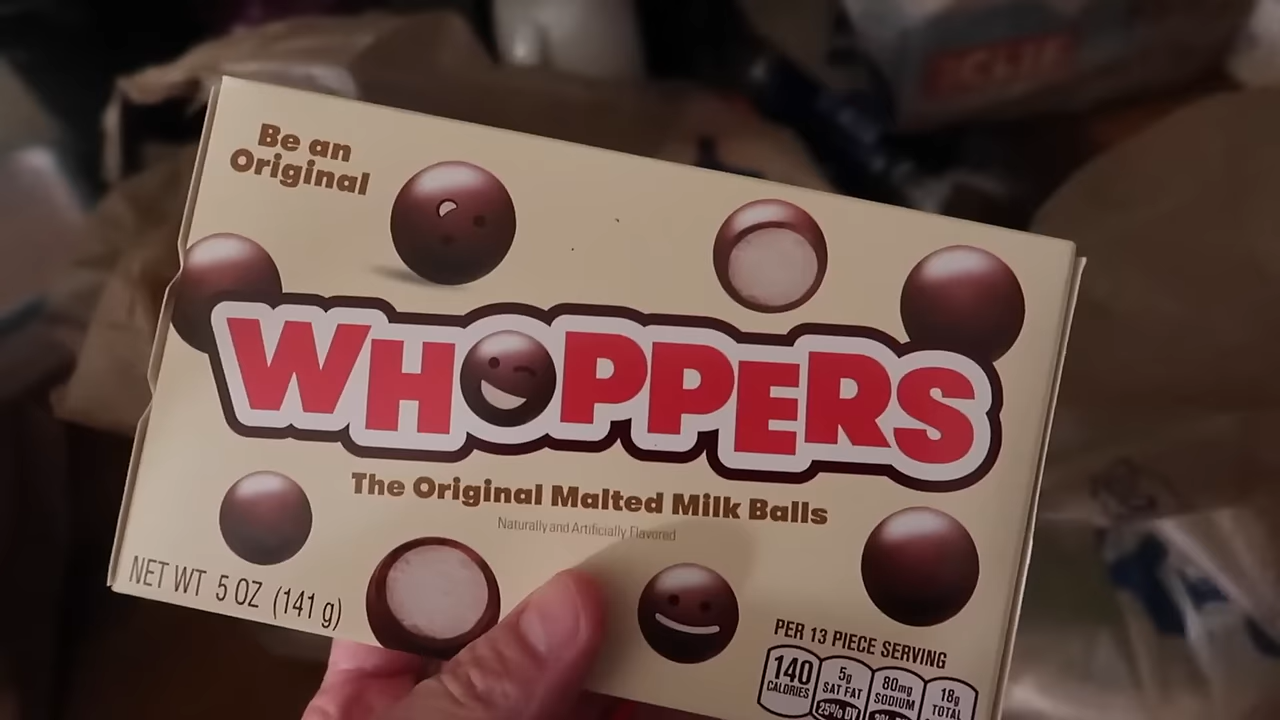 Be an
Original
WHOPPERS
The Original Malted Milk Balls
Naturally and Artificially Flavored
NET WT 5 OZ (141 g)
PER 13 PIECE SERVING
140
CALORIES
5g
SAT FAT
25% DV
80mg
SODIUM
18g
TOTAL